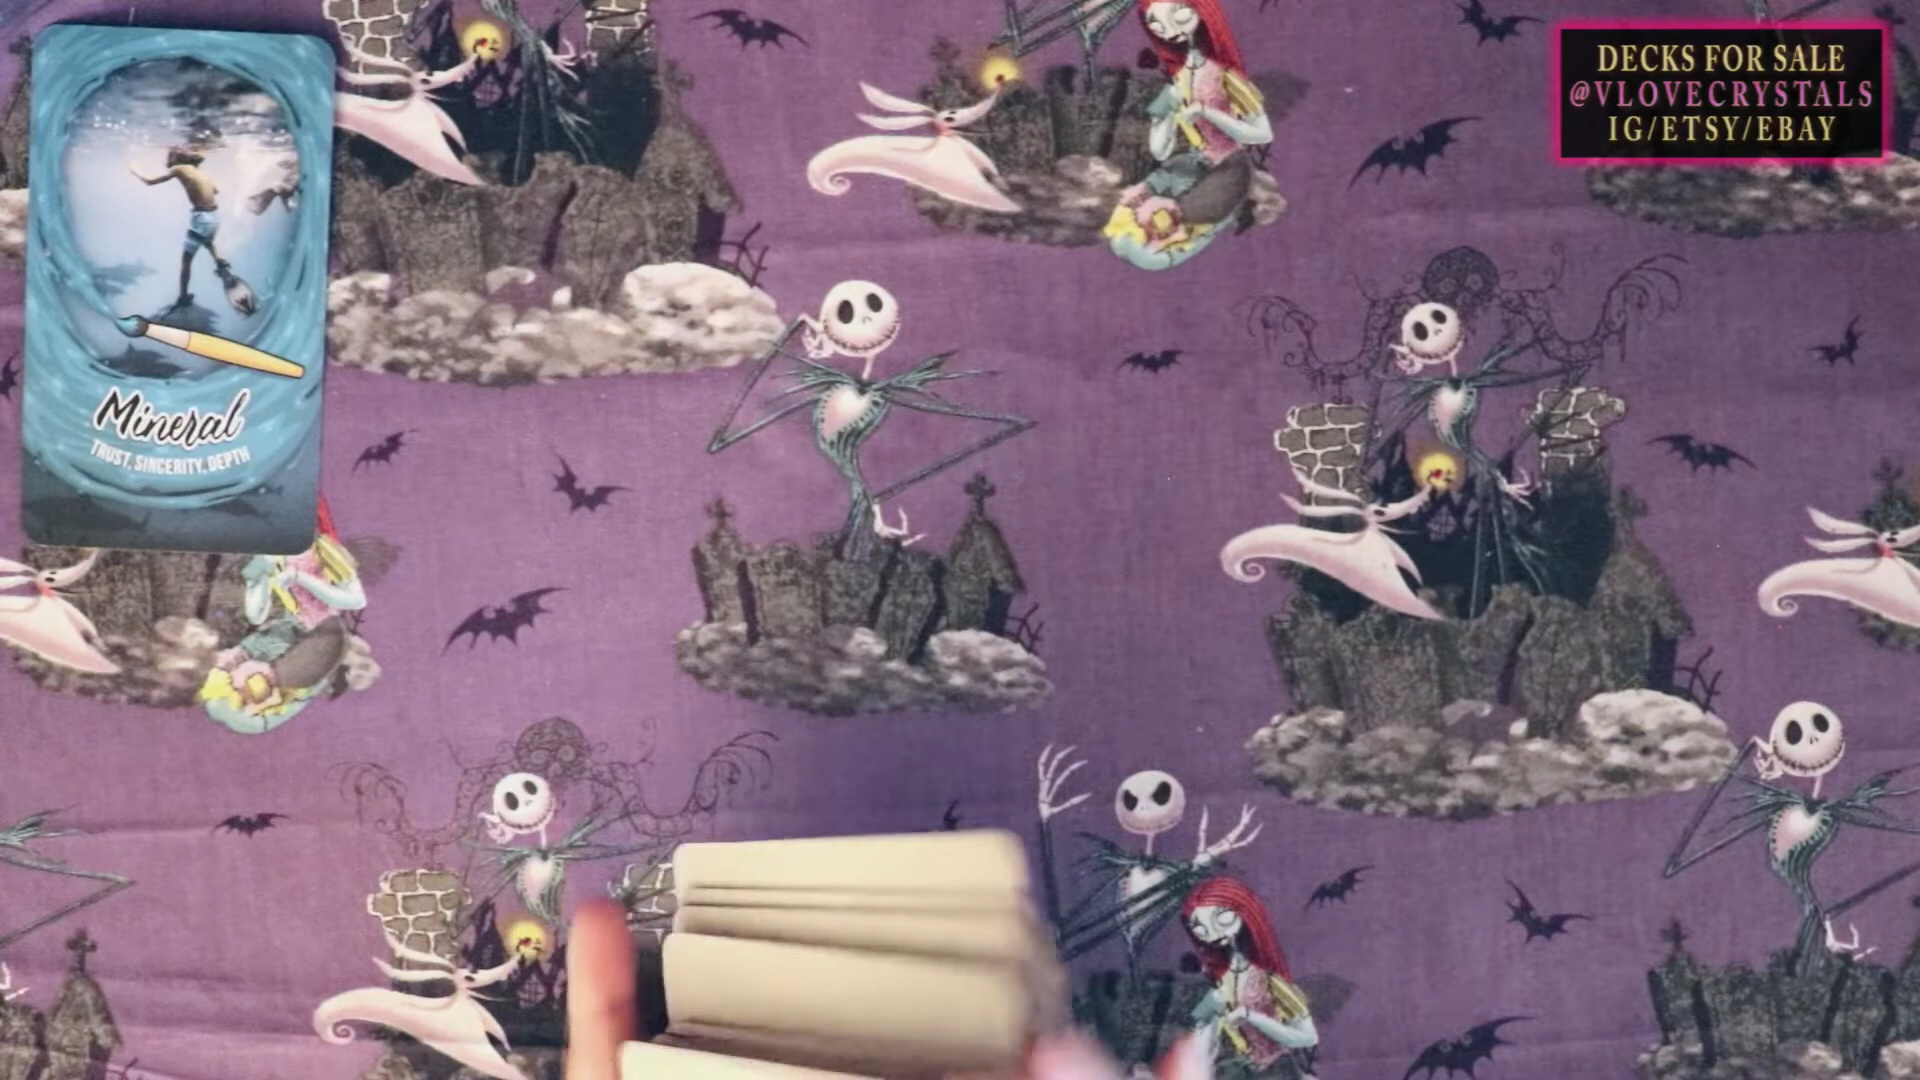 DECKS FOR SALE
@VLOVECRYSTALS
IG/ETSY/EBAY
Mineral
TRUST, SINCERITY, DEPTH